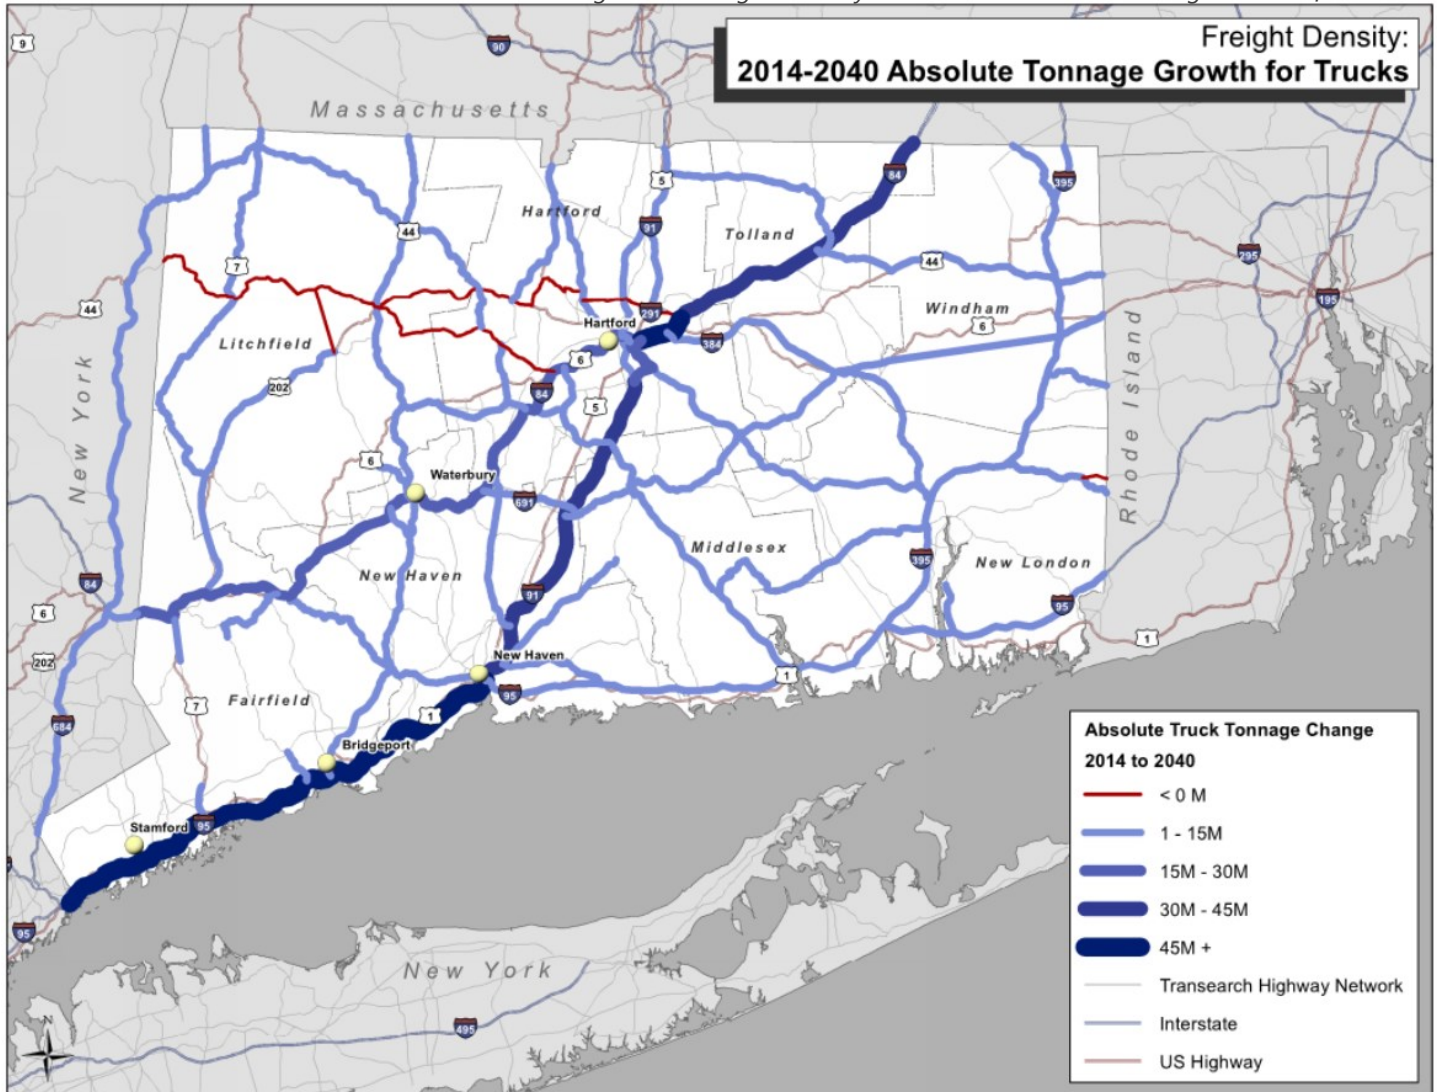 Freight Density:
2014-2040 Absolute Tonnage Growth for Trucks
9
90
Massachusetts
5
84
395
Hartford
91
Tolland
44
7
44
295
44
291
Windham
195
Hartford
6
Litchfield
384
6
202
84
5
New York
Rhode Island
6
Waterbury
691
Middlesex
395
New London
84
New Haven
91
95
6
1
202
New Haven
1
95
7
Fairfield
1
684
Bridgeport
Stamford
95
95
New York
495
N
Absolute Truck Tonnage Change
2014 to 2040
< 0 M
1 - 15M
15M - 30M
30M - 45M
45M +
Transearch Highway Network
Interstate
US Highway